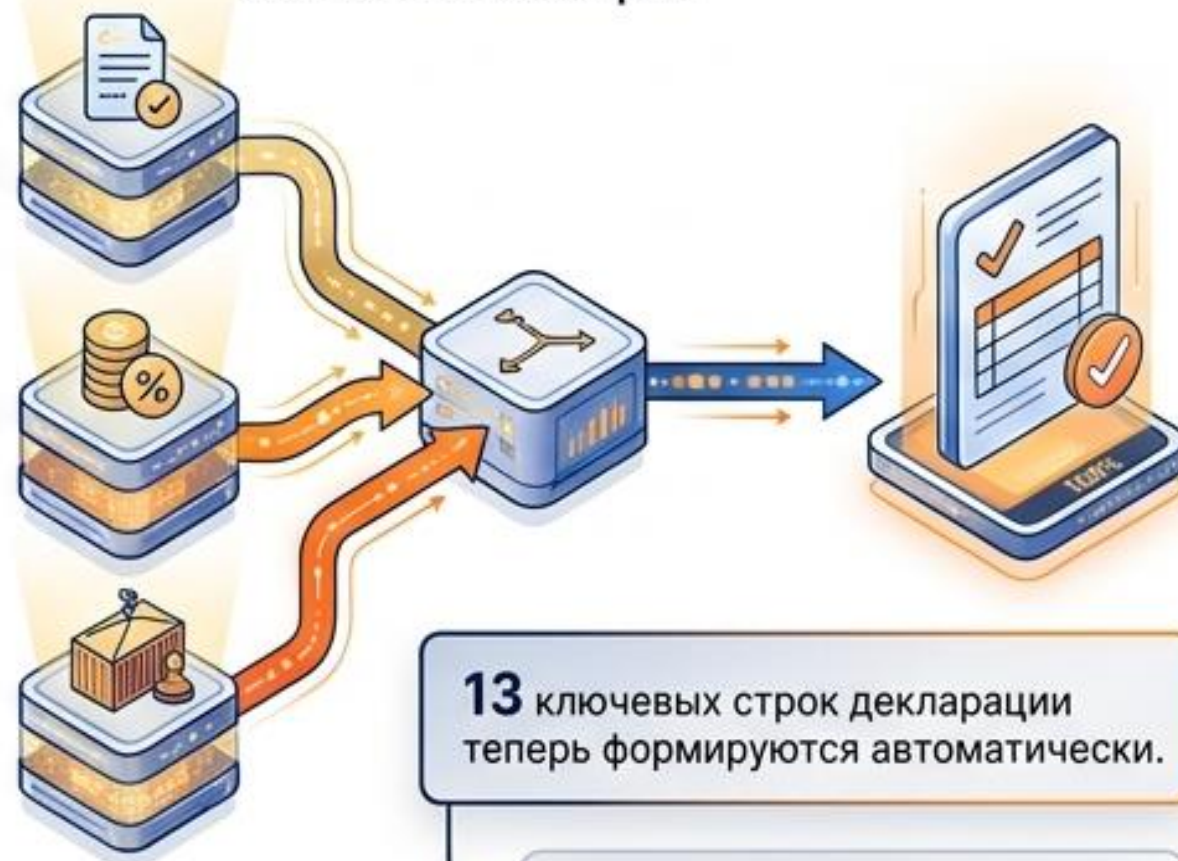 %
13 ключевых строк декларации
теперь формируются автоматически.